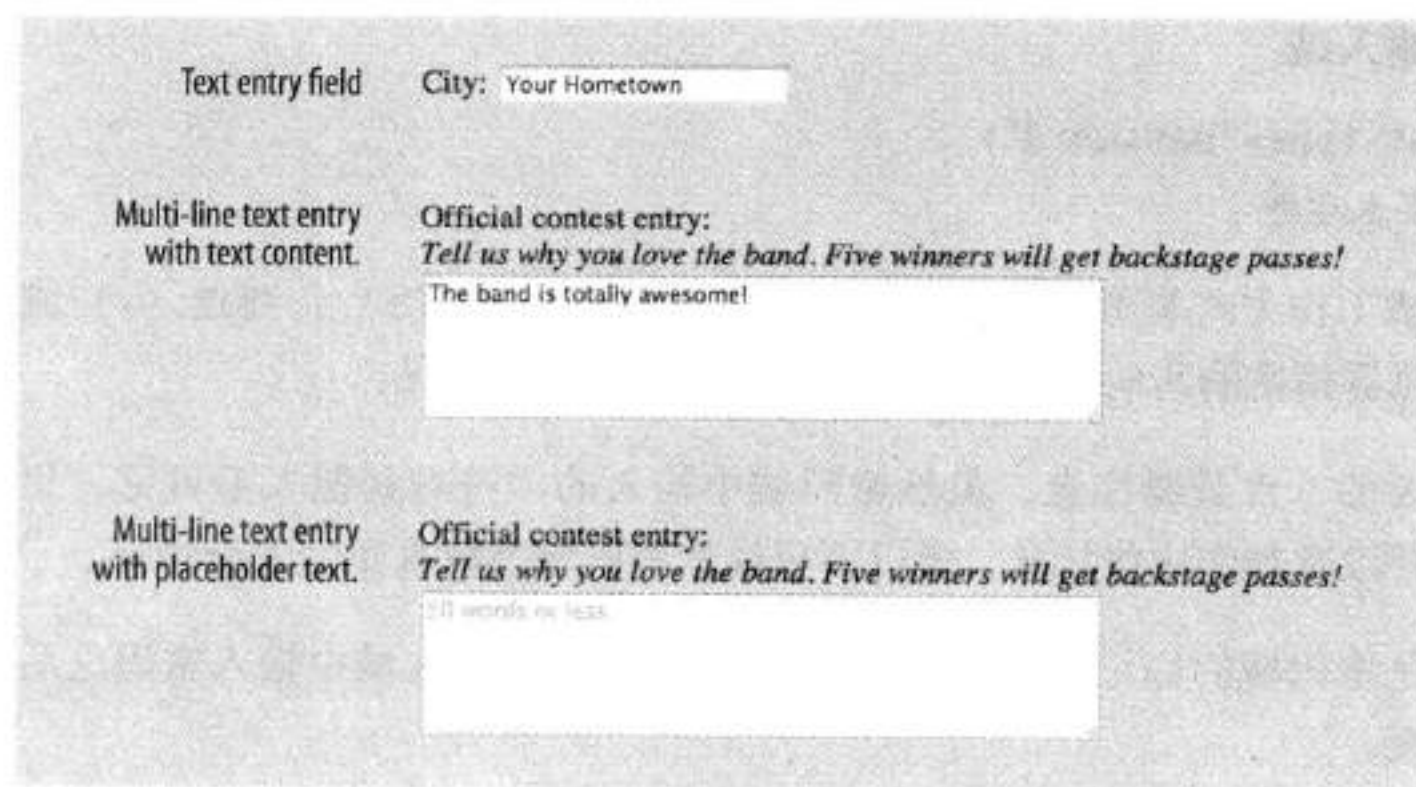 Text entry field
City: Your Hometown
Multi-line text entry
with text content.
Official contest entry:
Tell us why you love the band. Five winners will get backstage passes!
The band is totally awesome!
Multi-line text entry
with placeholder text.
Official contest entry:
Tell us why you love the band. Five winners will get backstage passes!
words or less